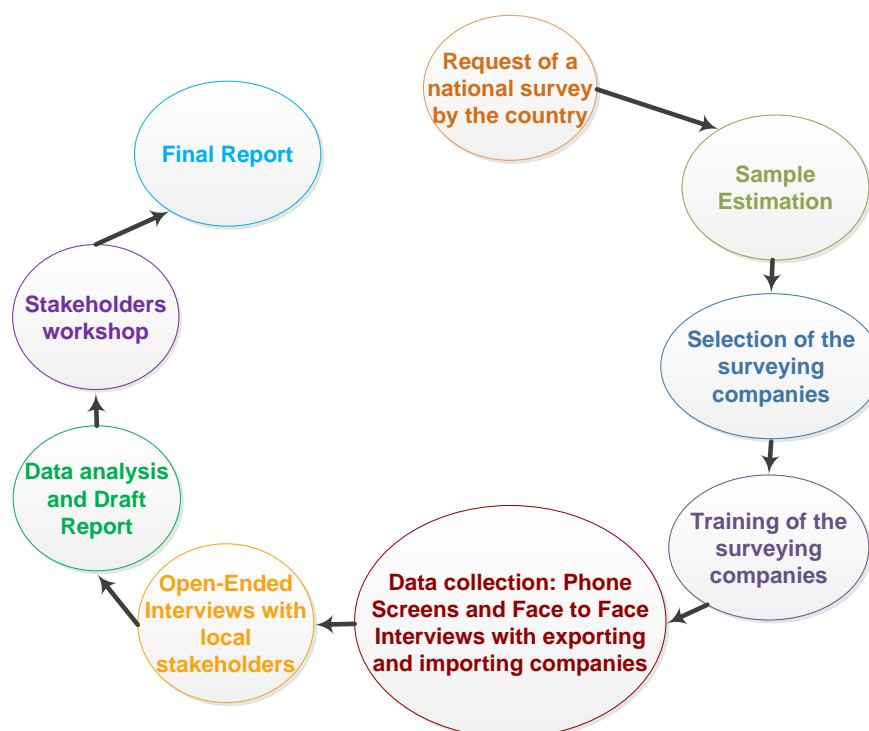 Request of a
national survey
by the country
Sample
Estimation
Selection of the
surveying
companies
Training of the
surveying
companies
Data collection: Phone
Screens and Face to Face
Interviews with exporting
and importing companies
Open-Ended
Interviews with
local
stakeholders
Data analysis
and Draft
Report
Stakeholders
workshop
Final Report